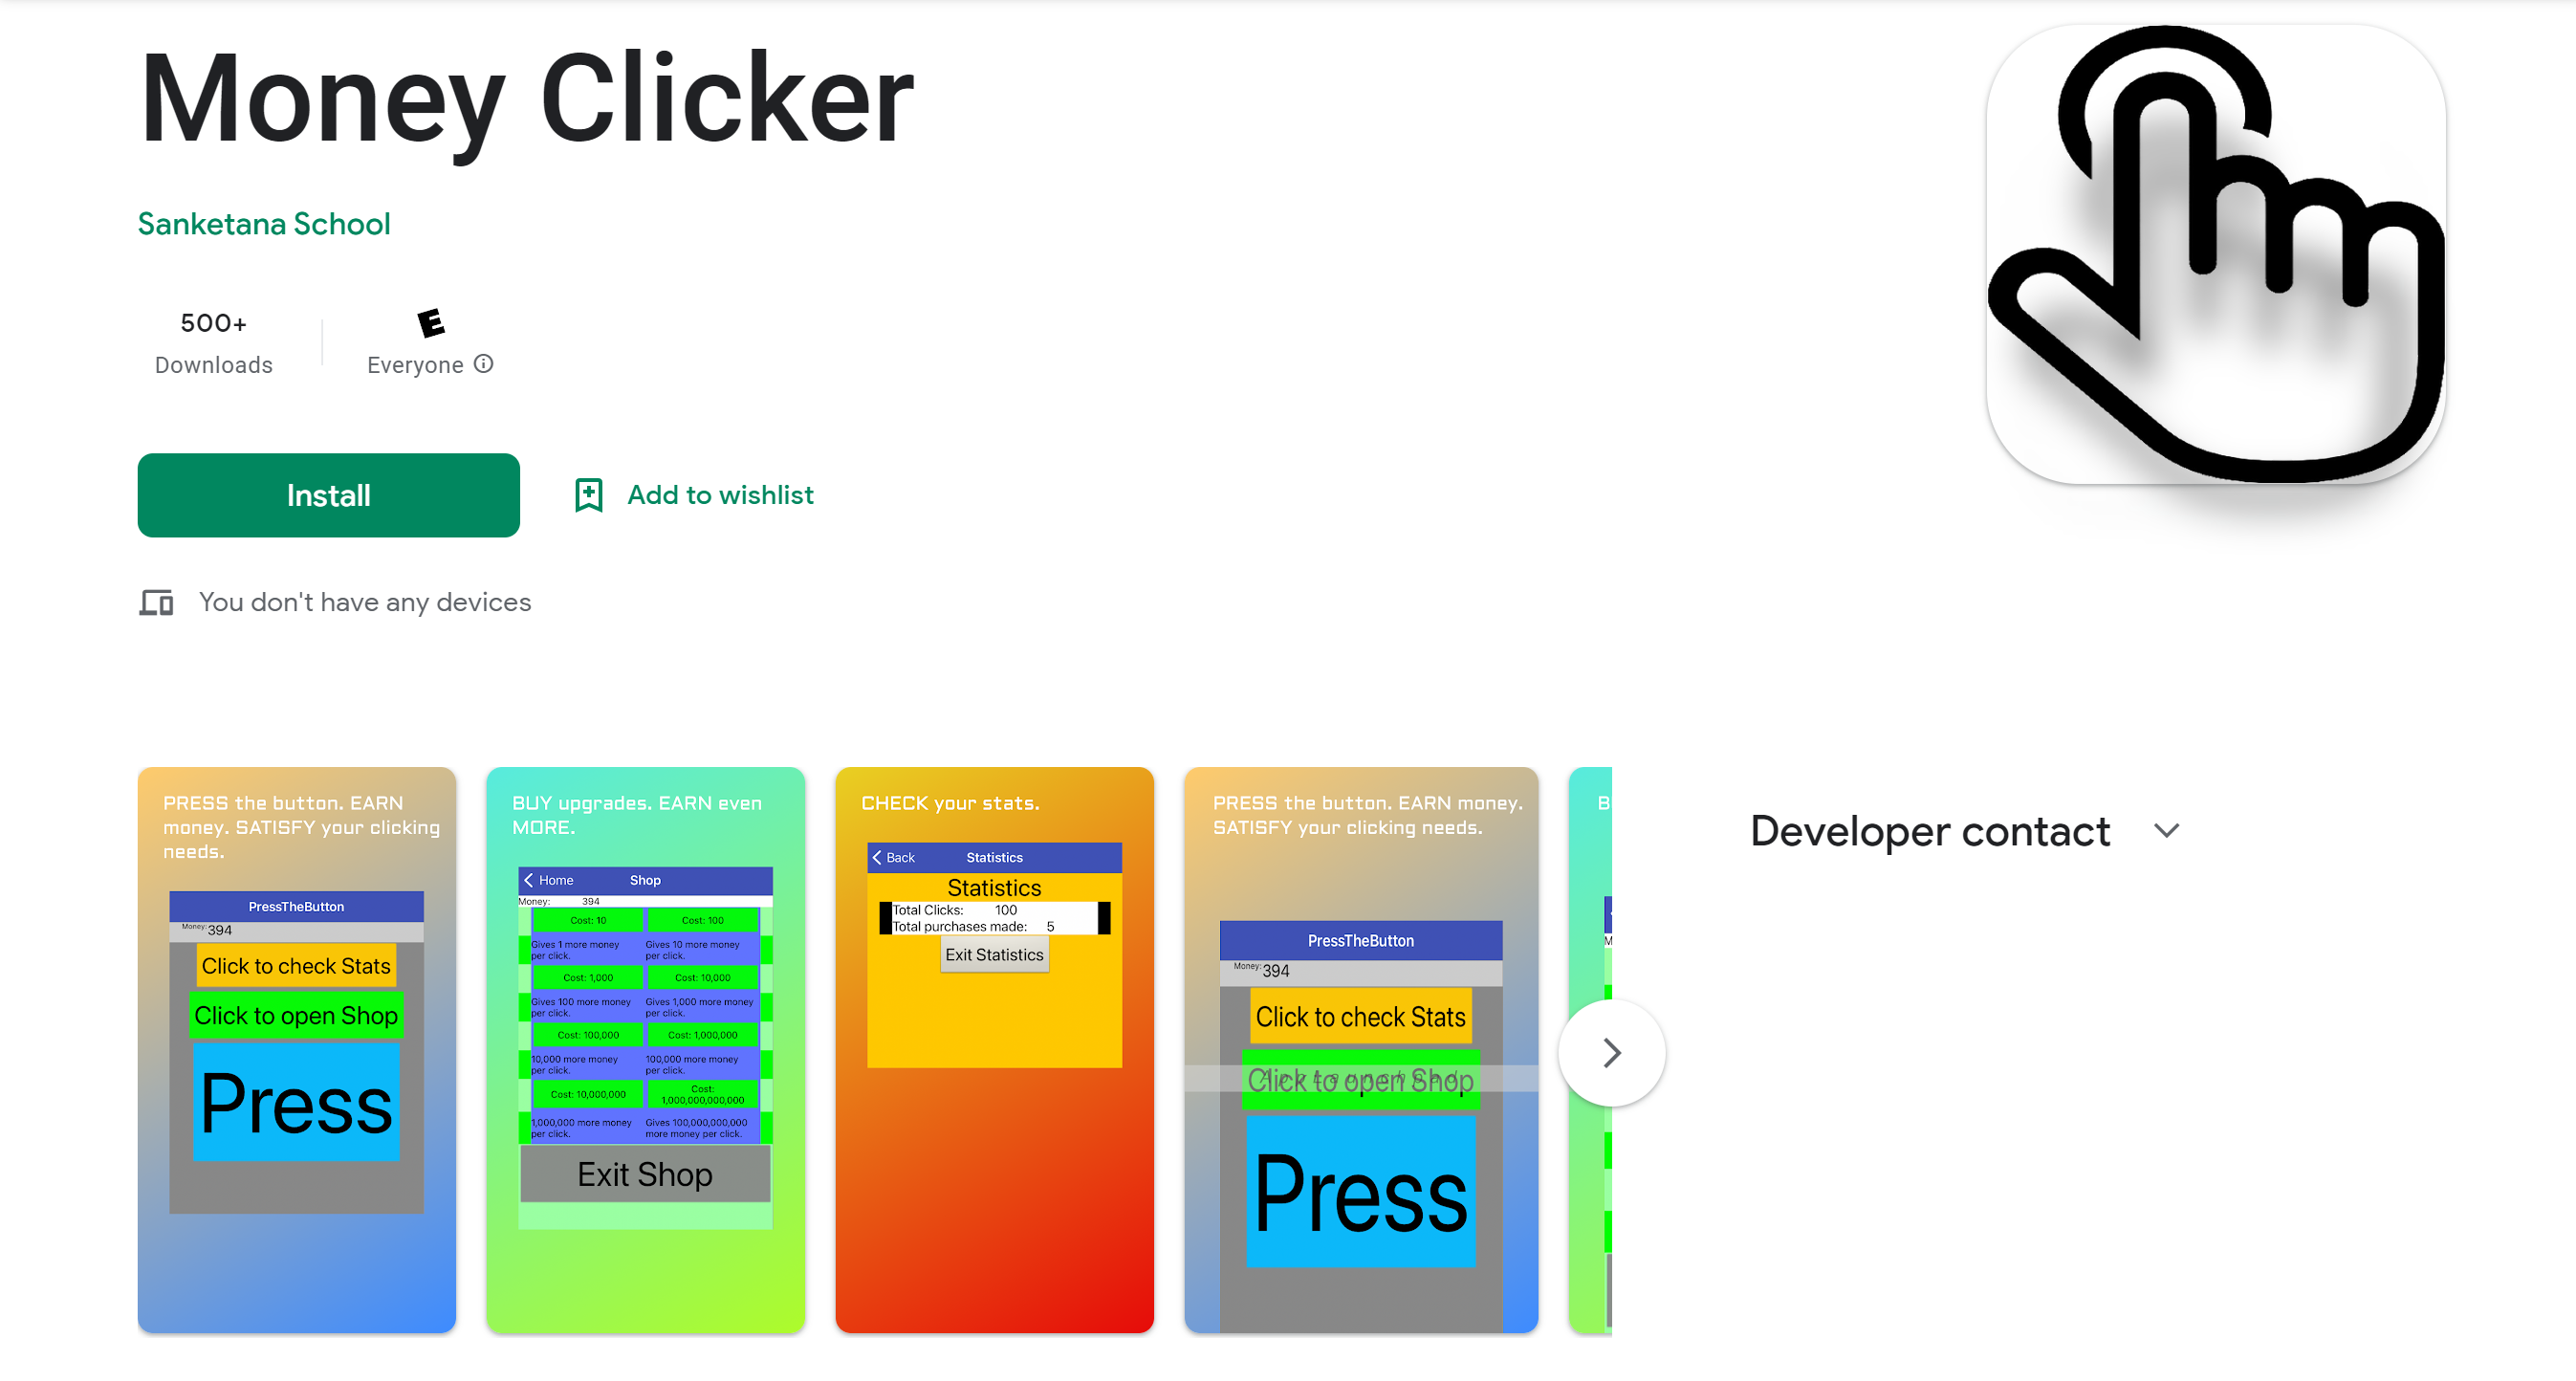 Money Clicker
Sanketana School
500+
Downloads
E
Everyone
Install
Add to wishlist
You don't have any devices
PRESS the button. EARN
money. SATISFY your clicking
needs.
PressTheButton
Money: 394
Click to check Stats
Click to open Shop
Press
BUY upgrades. EARN even
MORE.
Home Shop
Money: 394
Cost: 10 Cost: 100
Gives 1 more money Gives 10 more money
per click. per click.
Cost: 1,000 Cost: 10,000
Gives 100 more money Gives 1,000 more money
per click. per click.
Cost: 100,000 Cost: 1,000,000
10,000 more money 100,000 more money
per click. per click.
Cost: 10,000,000 Cost:
1,000,000,000,000
1,000,000 more money Gives 100,000,000,000
per click. more money per click.
Exit Shop
CHECK your stats.
Back Statistics
Statistics
Total Clicks: 100
Total purchases made: 5
Exit Statistics
PRESS the button. EARN money.
SATISFY your clicking needs.
PressTheButton
Money: 394
Click to check Stats
Click to open Shop
AppLaunchpad
Press
B
M
Developer contact